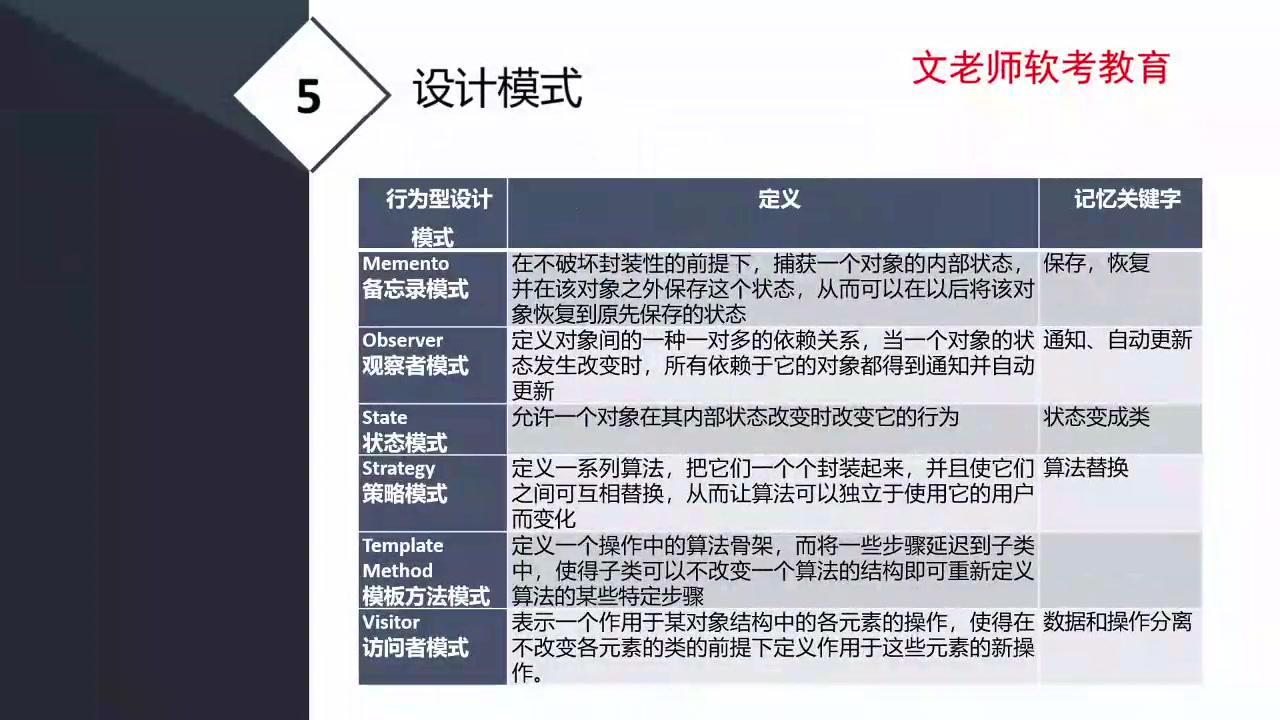 5
设计模式
文老师软考教育
行为型设计
模式
定义
记忆关键字
Memento
备忘录模式
在不破坏封装性的前提下，捕获一个对象的内部状态，
并在该对象之外保存这个状态，从而可以在以后将该对
象恢复到原先保存的状态
保存，恢复
Observer
观察者模式
定义对象间的一种一对多的依赖关系，当一个对象的状
态发生改变时，所有依赖于它的对象都得到通知并自动
更新
通知、自动更新
State
状态模式
允许一个对象在其内部状态改变时改变它的行为
状态变成类
Strategy
策略模式
定义一系列算法，把它们一个个封装起来，并且使它们
之间可互相替换，从而让算法可以独立于使用它的用户
而变化
算法替换
Template
Method
模板方法模式
定义一个操作中的算法骨架，而将一些步骤延迟到子类
中，使得子类可以不改变一个算法的结构即可重新定义
算法的某些特定步骤
Visitor
访问者模式
表示一个作用于某对象结构中的各元素的操作，使得在
不改变各元素的类的前提下定义作用于这些元素的新操
作。
数据和操作分离